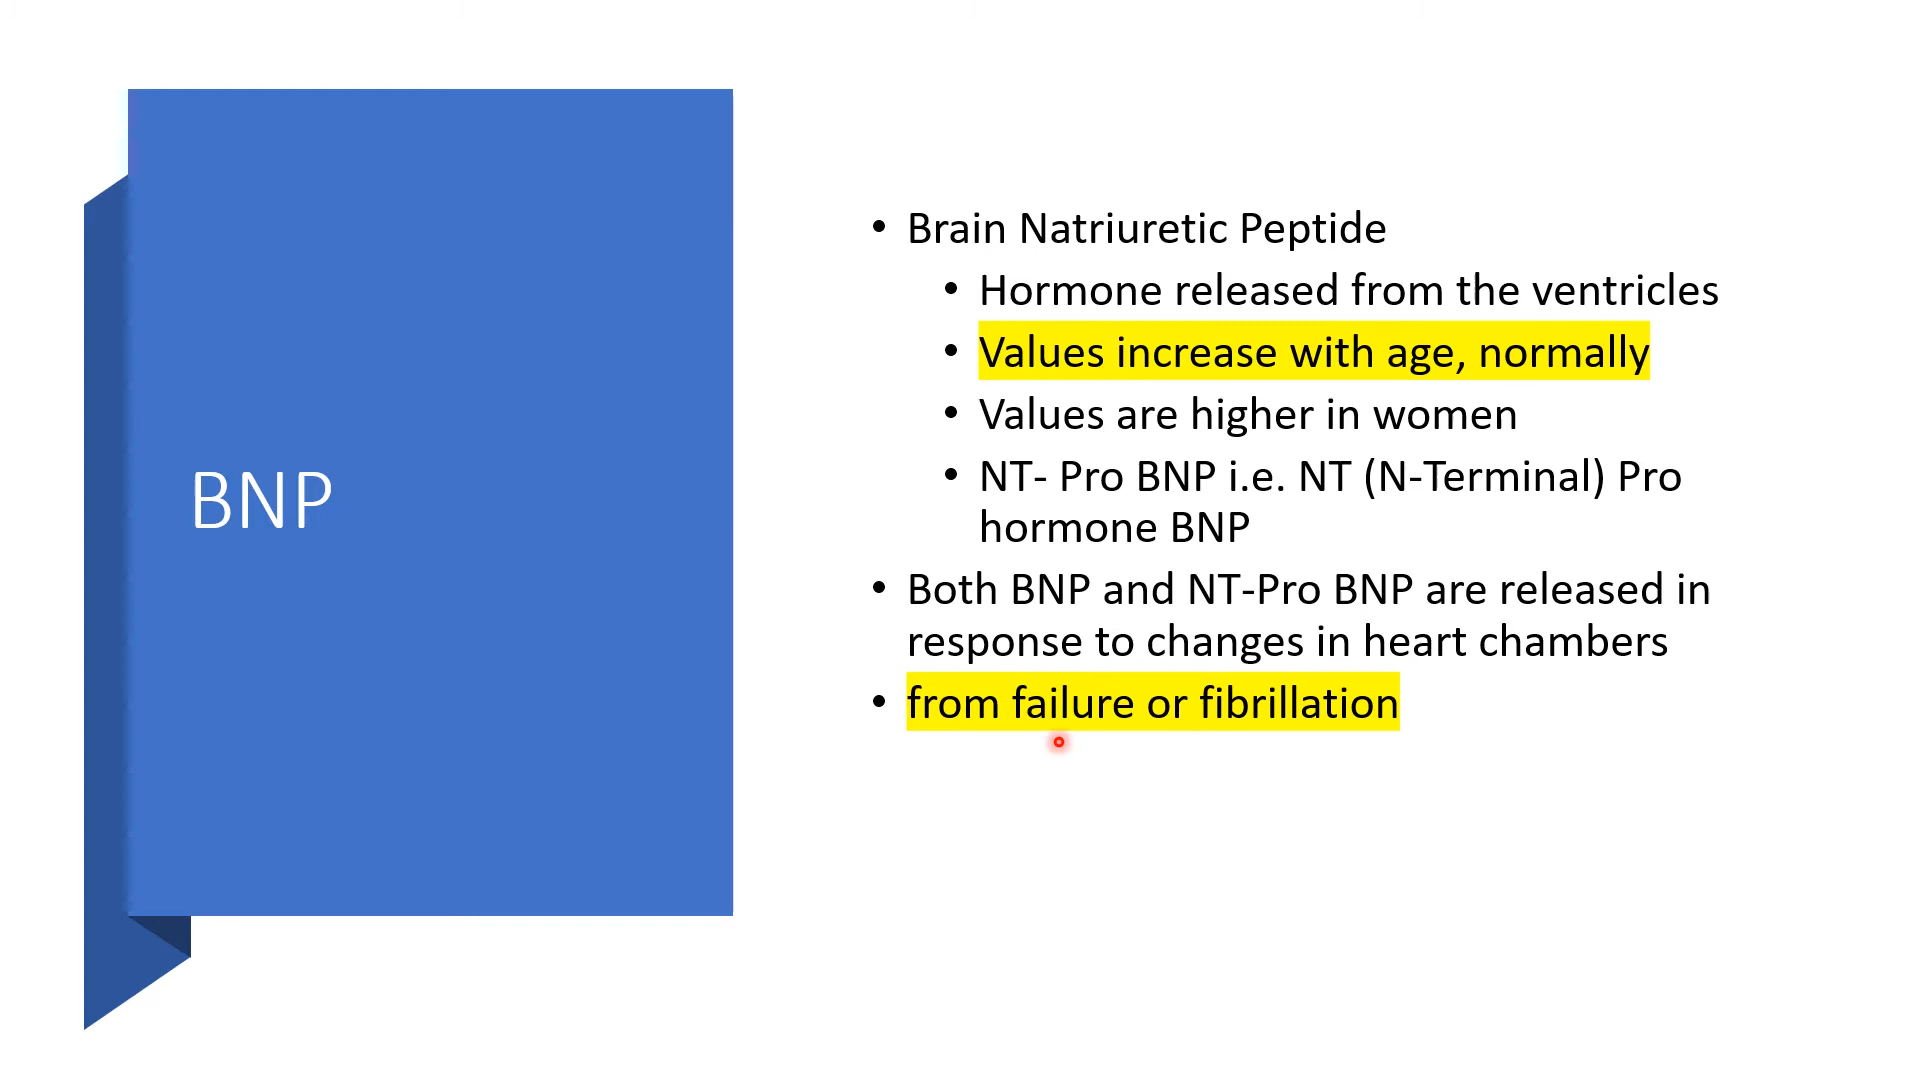 BNP
• Brain Natriuretic Peptide
• Hormone released from the ventricles
• Values increase with age, normally
• Values are higher in women
• NT- Pro BNP i.e. NT (N-Terminal) Pro
hormone BNP
• Both BNP and NT-Pro BNP are released in
response to changes in heart chambers
• from failure or fibrillation